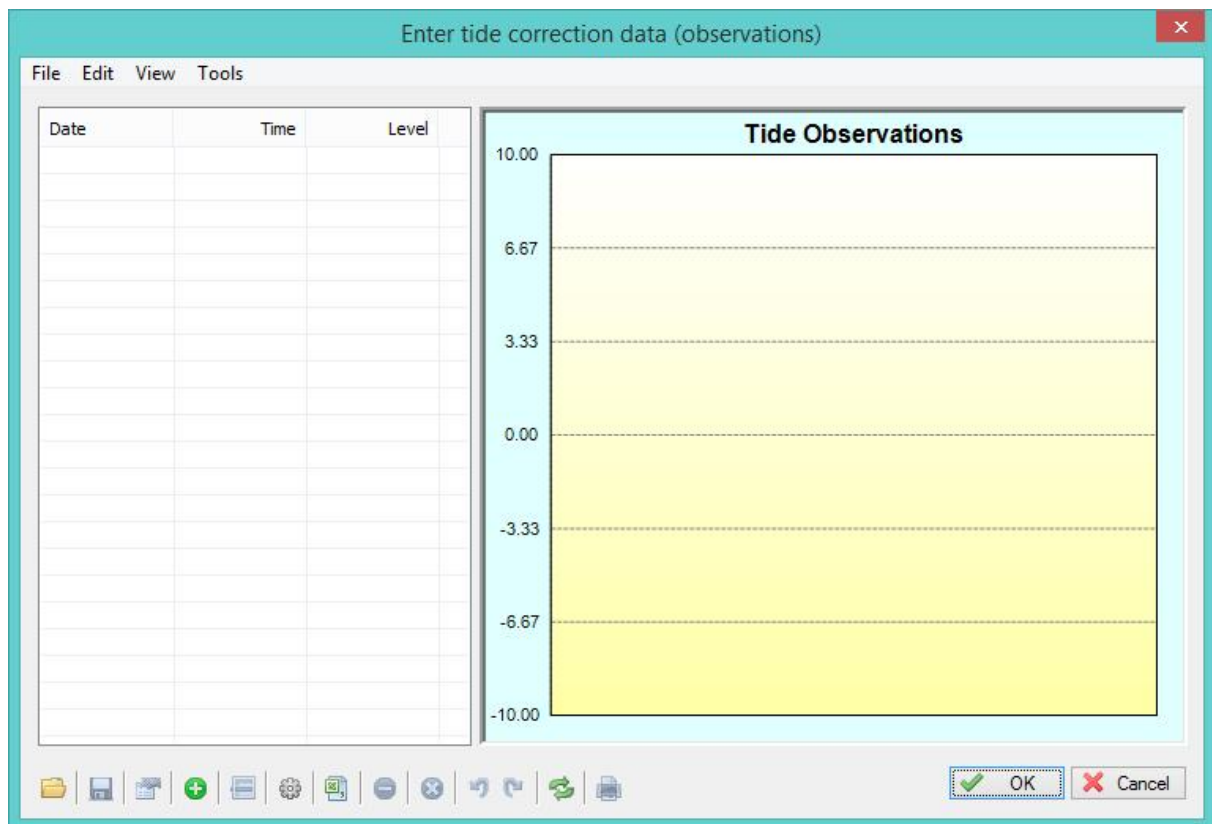 Enter tide correction data (observations)
File Edit View Tools
Date Time Level
Tide Observations
10.00
6.67
3.33
0.00
-3.33
-6.67
-10.00
OK Cancel